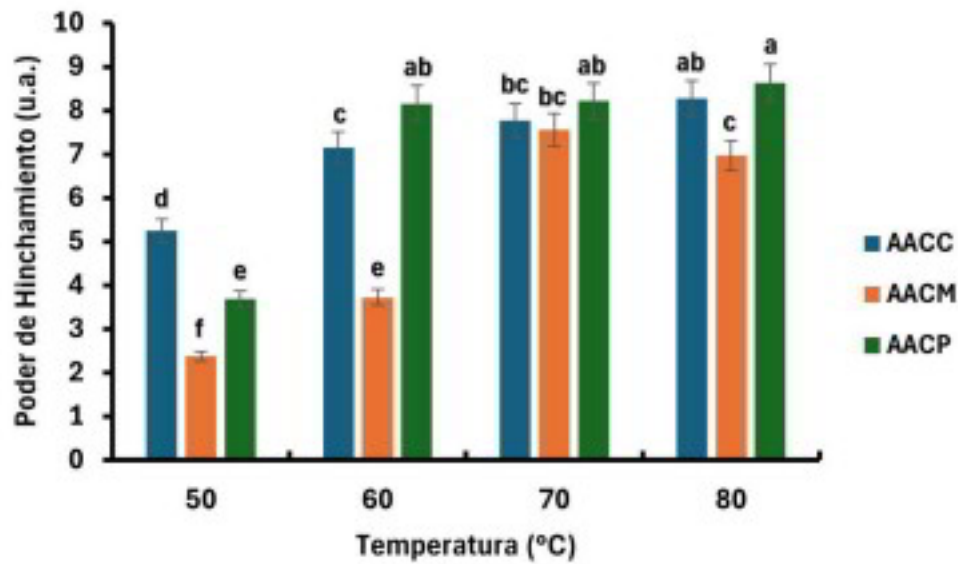 Poder de Hinchamiento (u.a.)
10
9
8
7
6
5
4
3
2
1
0
d
f
e
c
e
ab
bc
bc
ab
ab
c
a
50
60
70
80
Temperatura (°C)
AACC
AACM
AACP